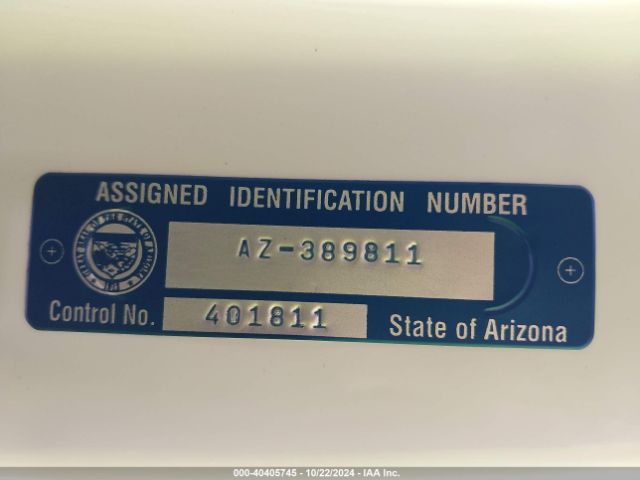 ASSIGNED IDENTIFICATION NUMBER
AZ-389811
Control No. 401811 State of Arizona
000-40405745 - 10/22/2024 - IAA Inc.